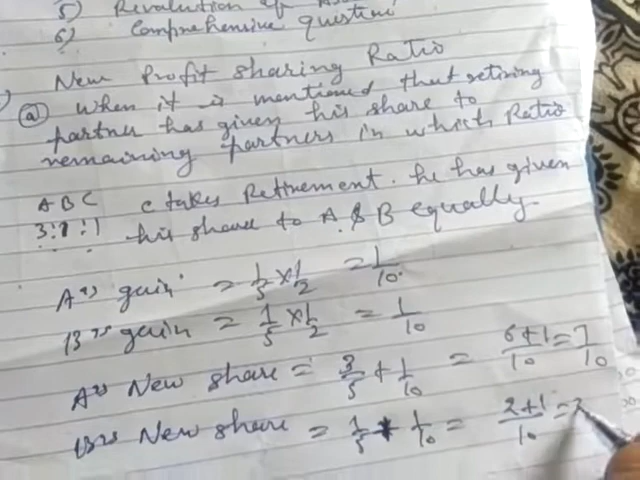 5) Revaluation of
6) Comprehensive question
New Profit sharing Ratio
(a) When it is mentioned that retiring
partner has given his share to
remaining partners in which Ratio
A B C C takes Retirement. he has given
3:1:1 his share to A & B equally.
A's gain = 1/5 × 1/2 = 1/10.
B's gain = 1/5 × 1/2 = 1/10
A's New share = 3/5 + 1/10 = 6+1/10 = 7/10
B's New share = 1/5 + 1/10 = 2+1/10 = 3